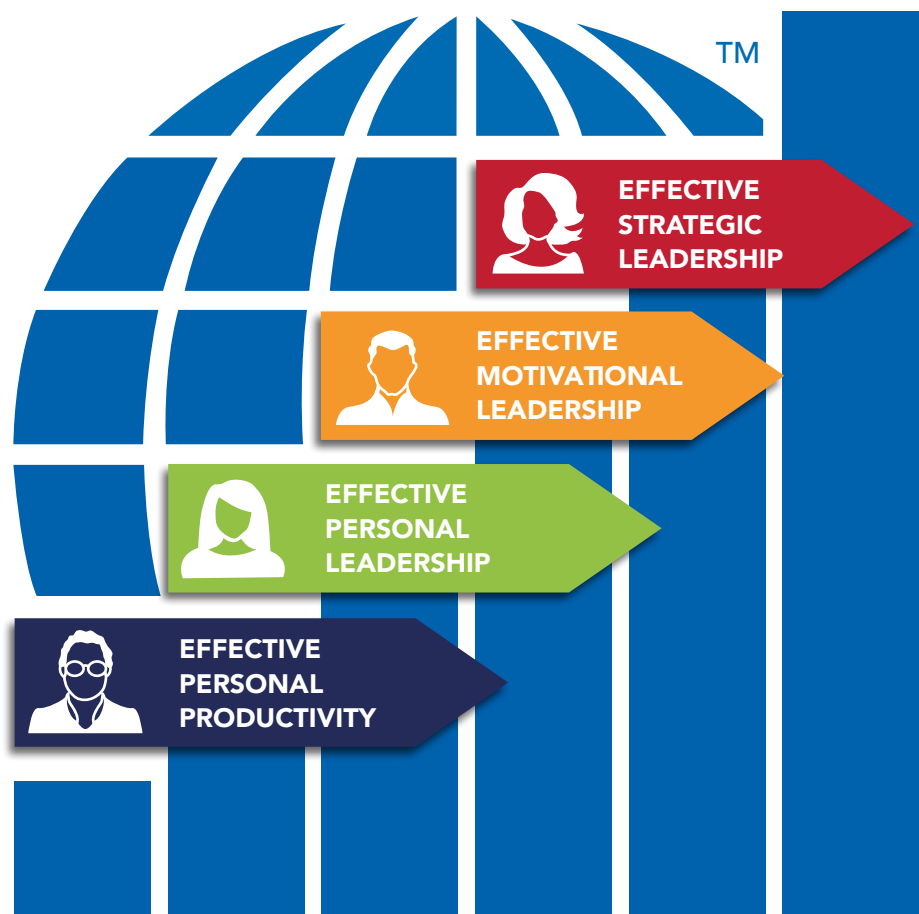 TM
EFFECTIVE
STRATEGIC
LEADERSHIP
EFFECTIVE
MOTIVATIONAL
LEADERSHIP
EFFECTIVE
PERSONAL
LEADERSHIP
EFFECTIVE
PERSONAL
PRODUCTIVITY